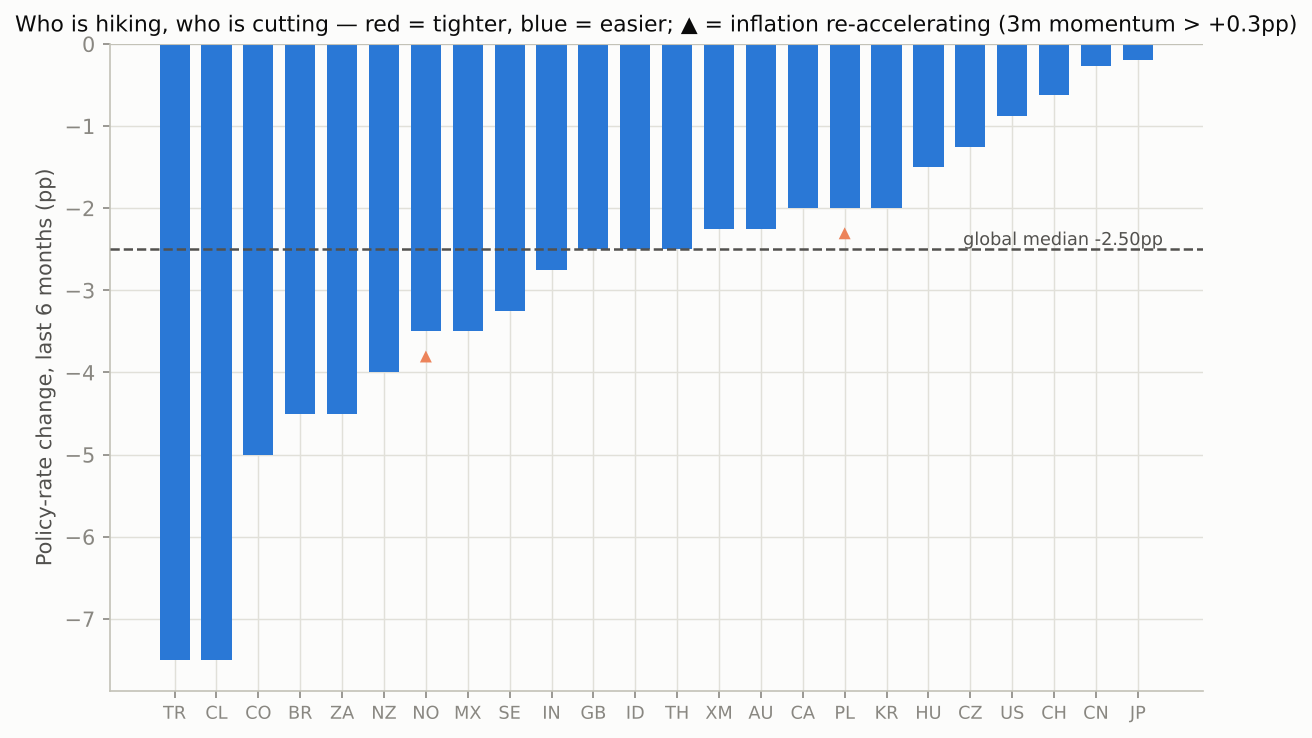 Who is hiking, who is cutting — red = tighter, blue = easier; ▲ = inflation re-accelerating (3m momentum > +0.3pp)
Policy-rate change, last 6 months (pp)
0
−1
−2
−3
−4
−5
−6
−7
global median -2.50pp
TR CL CO BR ZA NZ NO MX SE IN GB ID TH XM AU CA PL KR HU CZ US CH CN JP